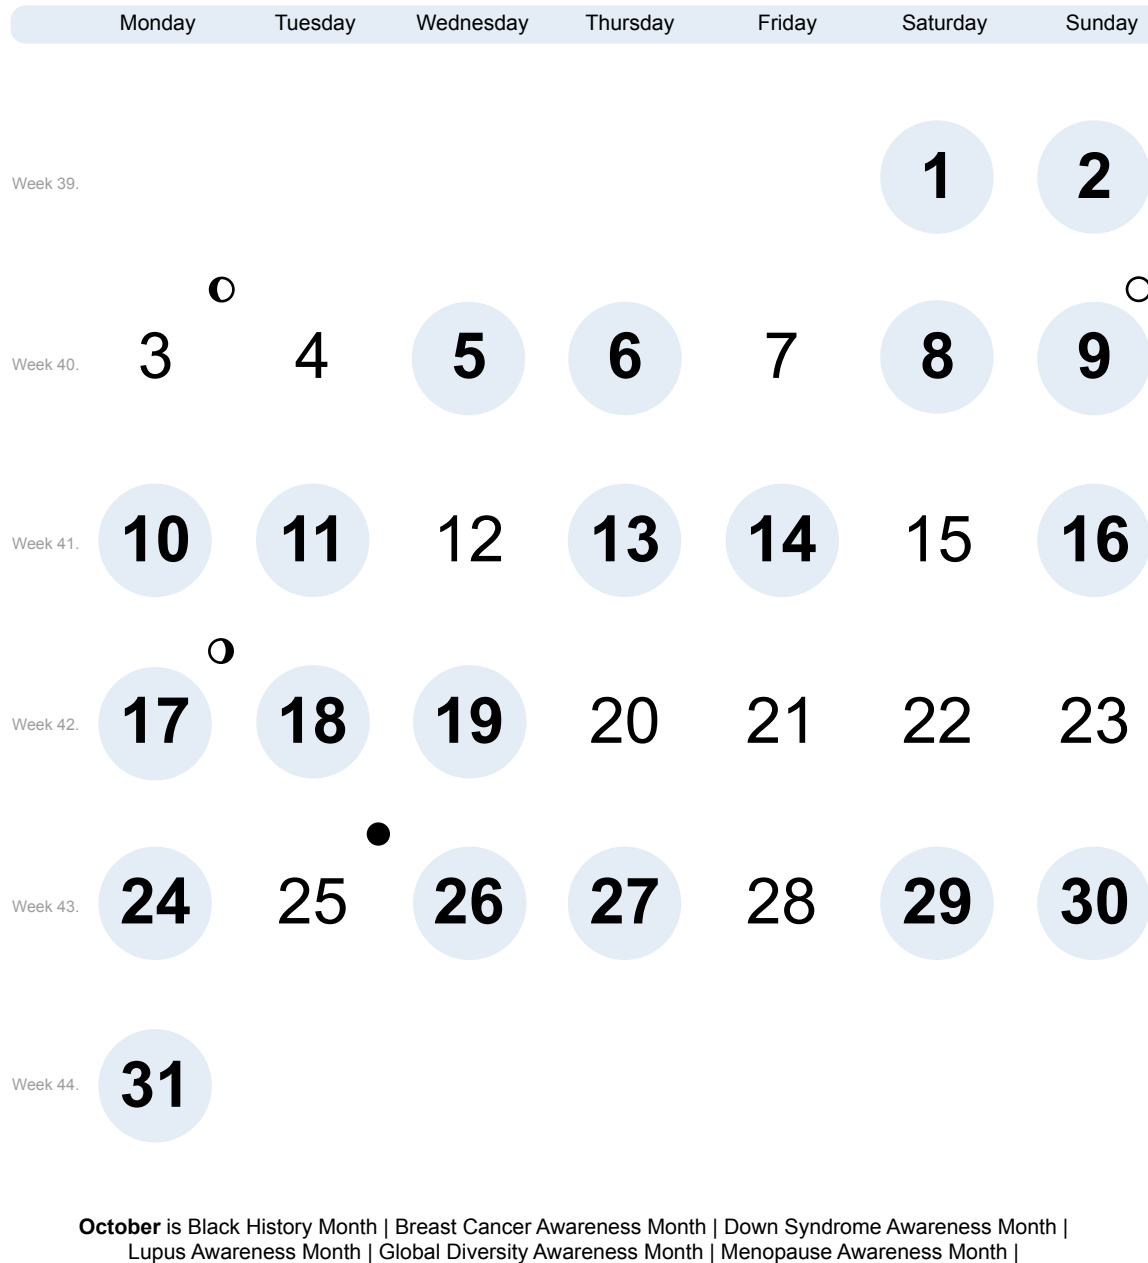 Monday Tuesday Wednesday Thursday Friday Saturday Sunday
Week 39. 1 2
Week 40. 3 4 5 6 7 8 9
Week 41. 10 11 12 13 14 15 16
Week 42. 17 18 19 20 21 22 23
Week 43. 24 25 26 27 28 29 30
Week 44. 31
October is Black History Month | Breast Cancer Awareness Month | Down Syndrome Awareness Month |
Lupus Awareness Month | Global Diversity Awareness Month | Menopause Awareness Month |